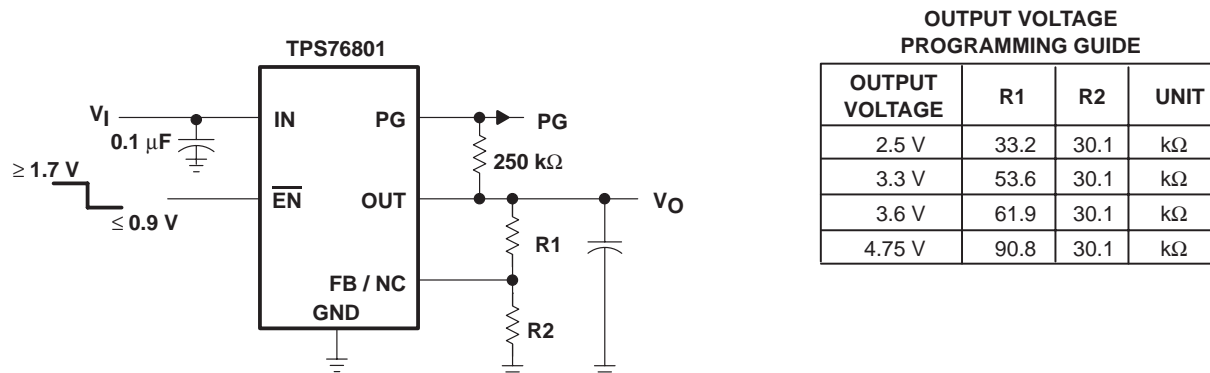 TPS76801
V_I
0.1 μF
≥ 1.7 V
≤ 0.9 V
IN
E̅N̅
PG
OUT
FB / NC
GND
PG
250 kΩ
V_O
R1
R2
OUTPUT VOLTAGE
PROGRAMMING GUIDE
OUTPUT VOLTAGE R1 R2 UNIT
2.5 V 33.2 30.1 kΩ
3.3 V 53.6 30.1 kΩ
3.6 V 61.9 30.1 kΩ
4.75 V 90.8 30.1 kΩ